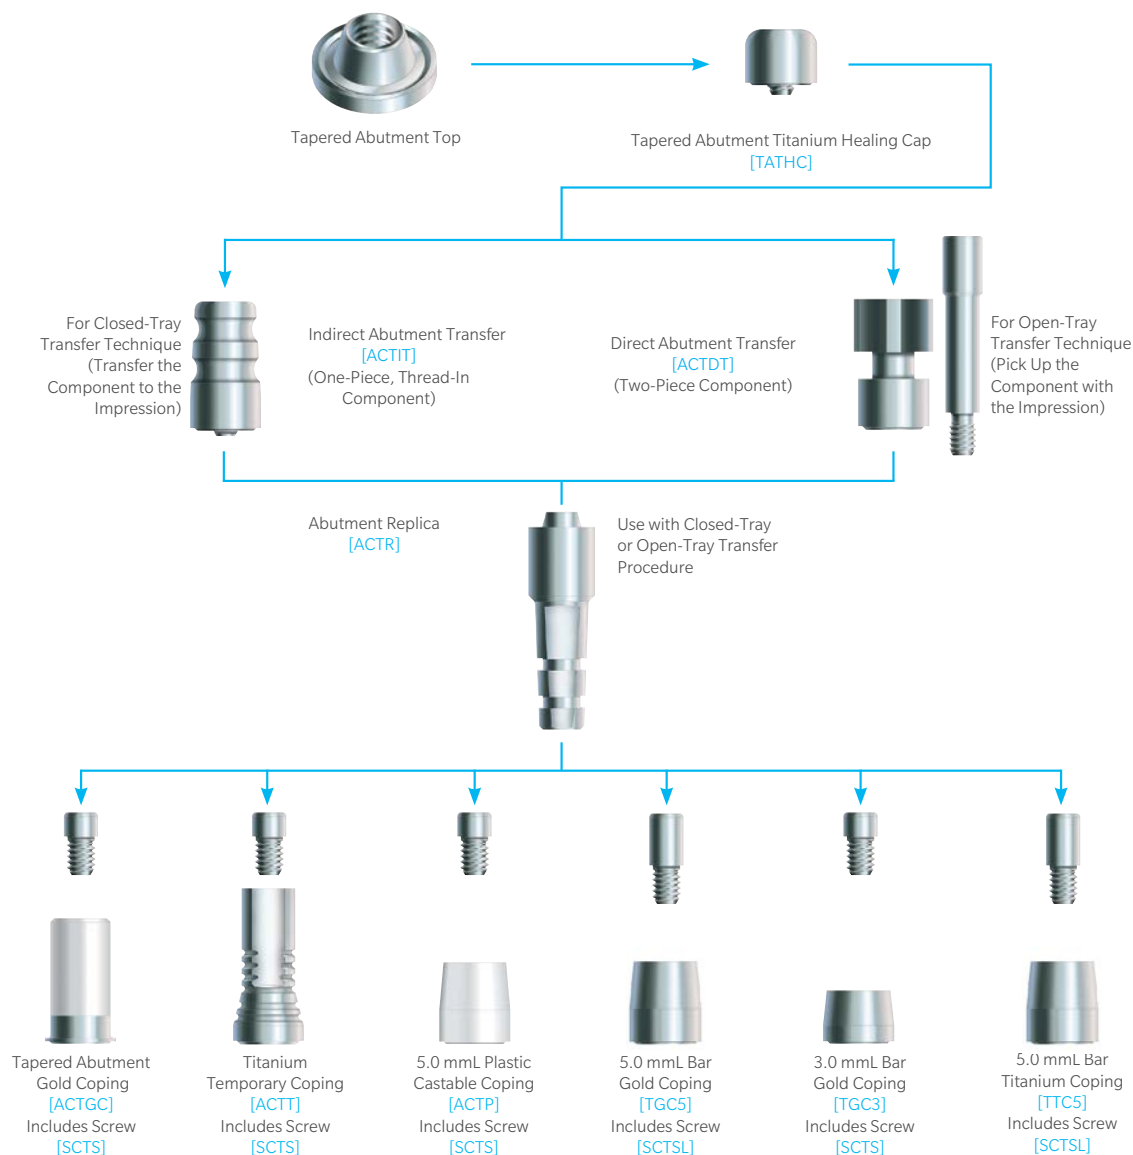 Tapered Abutment Top
Tapered Abutment Titanium Healing Cap
[TATHC]
For Closed-Tray
Transfer Technique
(Transfer the
Component to the
Impression)
Indirect Abutment Transfer
[ACTIT]
(One-Piece, Thread-In
Component)
Direct Abutment Transfer
[ACTDT]
(Two-Piece Component)
For Open-Tray
Transfer Technique
(Pick Up the
Component with
the Impression)
Abutment Replica
[ACTR]
Use with Closed-Tray
or Open-Tray Transfer
Procedure
Tapered Abutment
Gold Coping
[ACTGC]
Includes Screw
[SCTS]
Titanium
Temporary Coping
[ACTT]
Includes Screw
[SCTS]
5.0 mmL Plastic
Castable Coping
[ACTP]
Includes Screw
[SCTS]
5.0 mmL Bar
Gold Coping
[TGC5]
Includes Screw
[SCTSL]
3.0 mmL Bar
Gold Coping
[TGC3]
Includes Screw
[SCTS]
5.0 mmL Bar
Titanium Coping
[TTC5]
Includes Screw
[SCTSL]